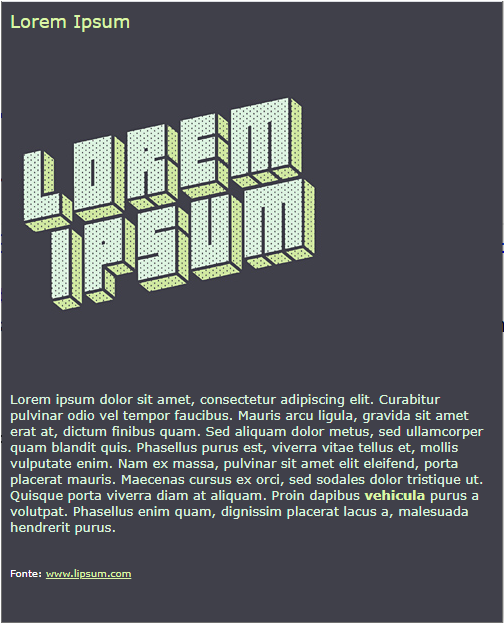 Lorem Ipsum
LOREM
IPSUM
Lorem ipsum dolor sit amet, consectetur adipiscing elit. Curabitur
pulvinar odio vel tempor faucibus. Mauris arcu ligula, gravida sit amet
erat at, dictum finibus quam. Sed aliquam dolor metus, sed ullamcorper
quam blandit quis. Phasellus purus est, viverra vitae tellus et, mollis
vulputate enim. Nam ex massa, pulvinar sit amet elit eleifend, porta
placerat mauris. Maecenas cursus ex orci, sed sodales dolor tristique ut.
Quisque porta viverra diam at aliquam. Proin dapibus vehicula purus a
volutpat. Phasellus enim quam, dignissim placerat lacus a, malesuada
hendrerit purus.
Fonte: www.lipsum.com